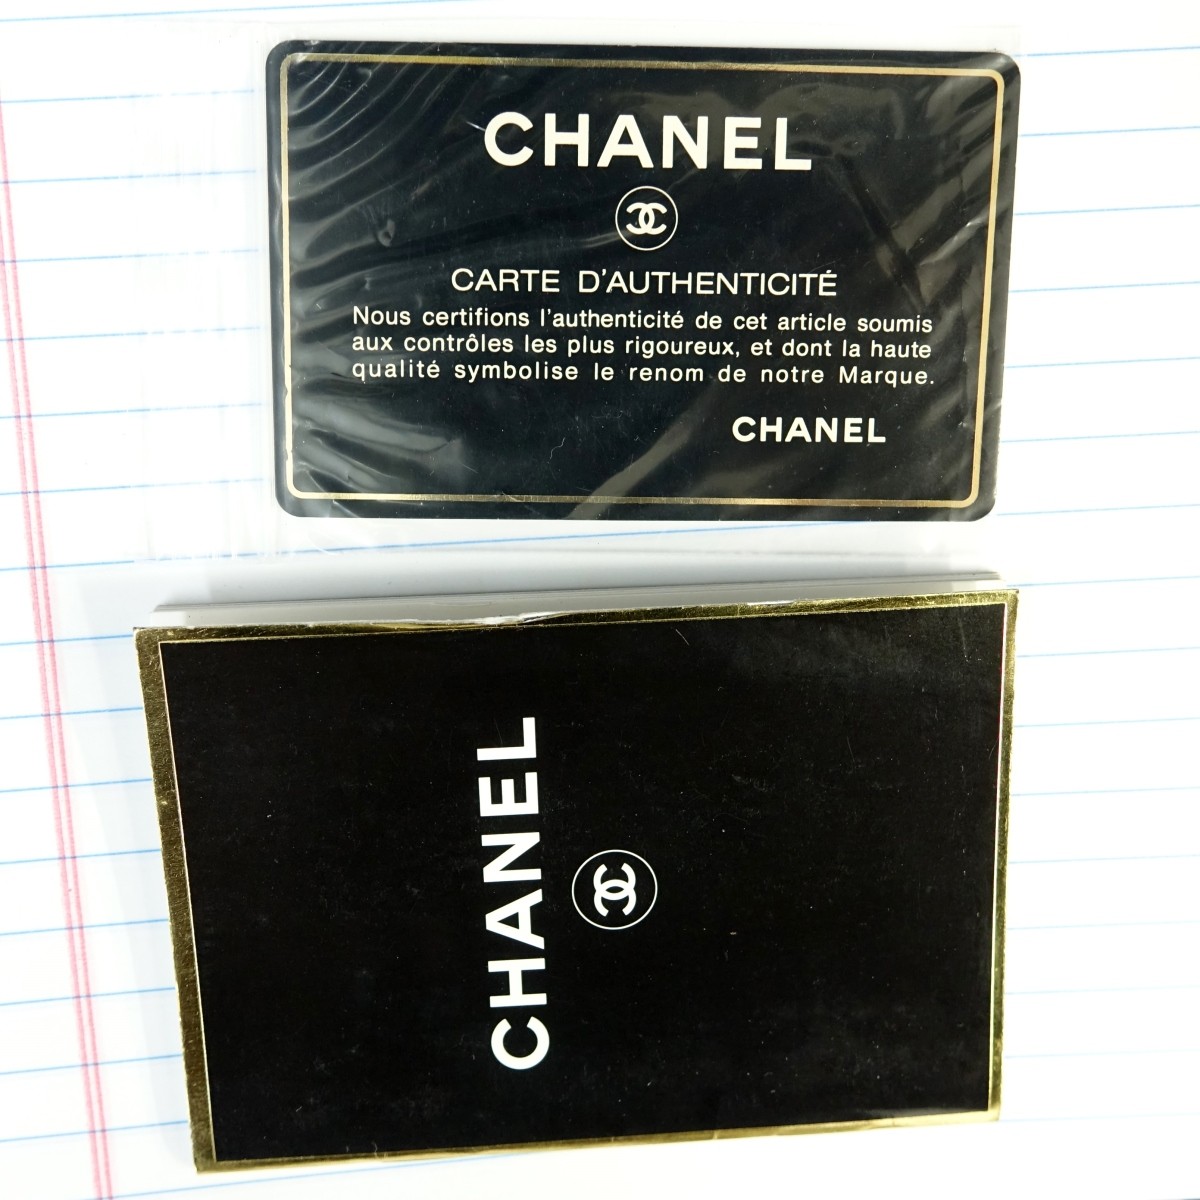 CHANEL
CARTE D'AUTHENTICITÉ
Nous certifions l'authenticité de cet article soumis
aux contrôles les plus rigoureux, et dont la haute
qualité symbolise le renom de notre Marque.
CHANEL
CHANEL